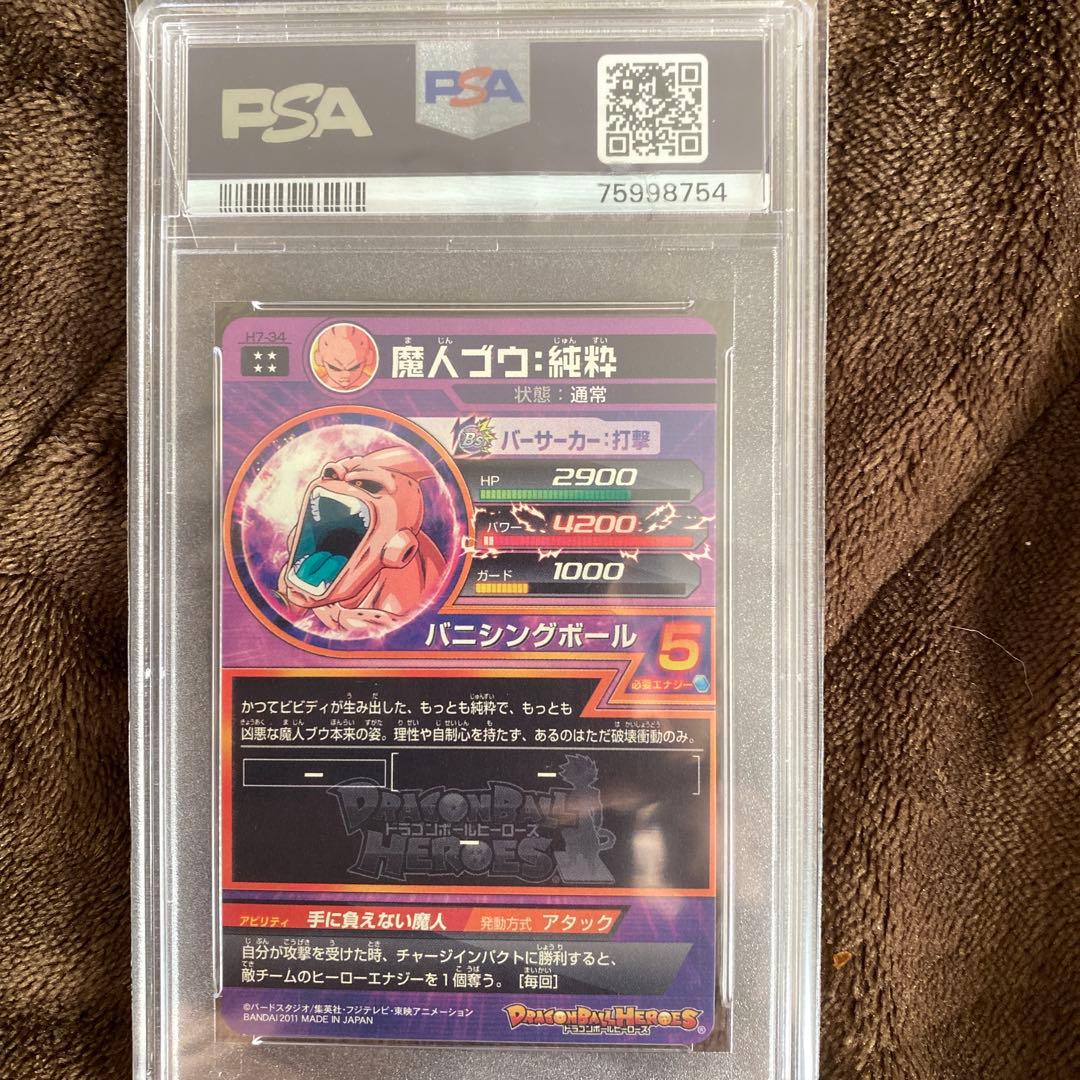 PSA
PSA
75998754
H7-34
魔人ブウ:純粋
まじん じゅんすい
状態:通常
Bs バーサーカー:打撃
HP 2900
パワー 4200
ガード 1000
バニシングボール 5
必要エナジー
かつてビビディが生み出した、もっとも純粋で、もっとも
凶悪な魔人ブウ本来の姿。理性や自制心を持たず、あるのはただ破壊衝動のみ。
ー
ー
DRAGONBALL
ドラゴンボールヒーローズ
HEROES
ー
アビリティ 手に負えない魔人 発動方式 アタック
自分が攻撃を受けた時、チャージインパクトに勝利すると、
敵チームのヒーローエナジーを1個奪う。[毎回]
©バードスタジオ/集英社・フジテレビ・東映アニメーション
BANDAI 2011 MADE IN JAPAN
DRAGONBALL HEROES®
ドラゴンボールヒーローズ